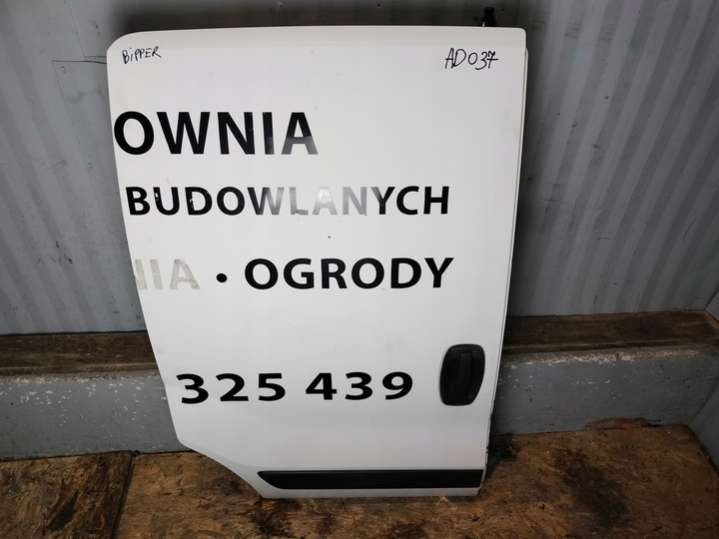 BiPPER AD037
OWNIA
BUDOWLANYCH
IIA • OGRODY
325 439